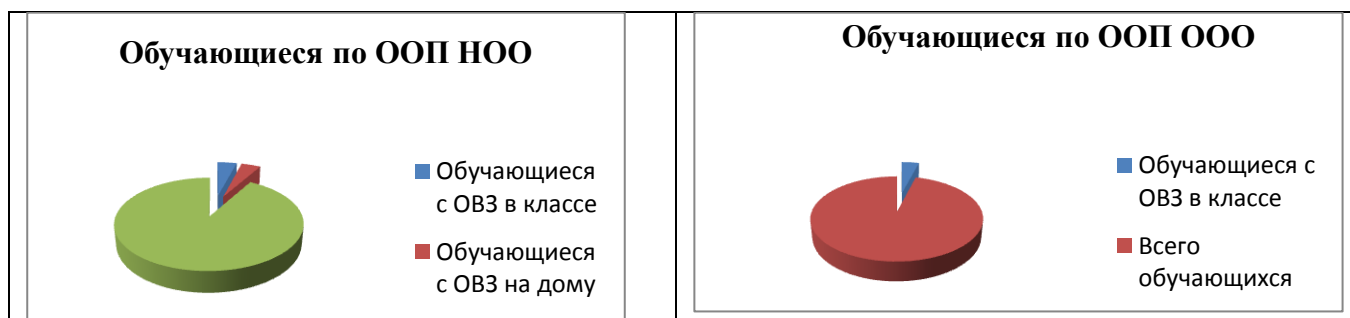 Обучающиеся по ООП НОО
Обучающиеся
с ОВЗ в классе
Обучающиеся
с ОВЗ на дому
Обучающиеся по ООП ООО
Обучающиеся с
ОВЗ в классе
Всего
обучающихся